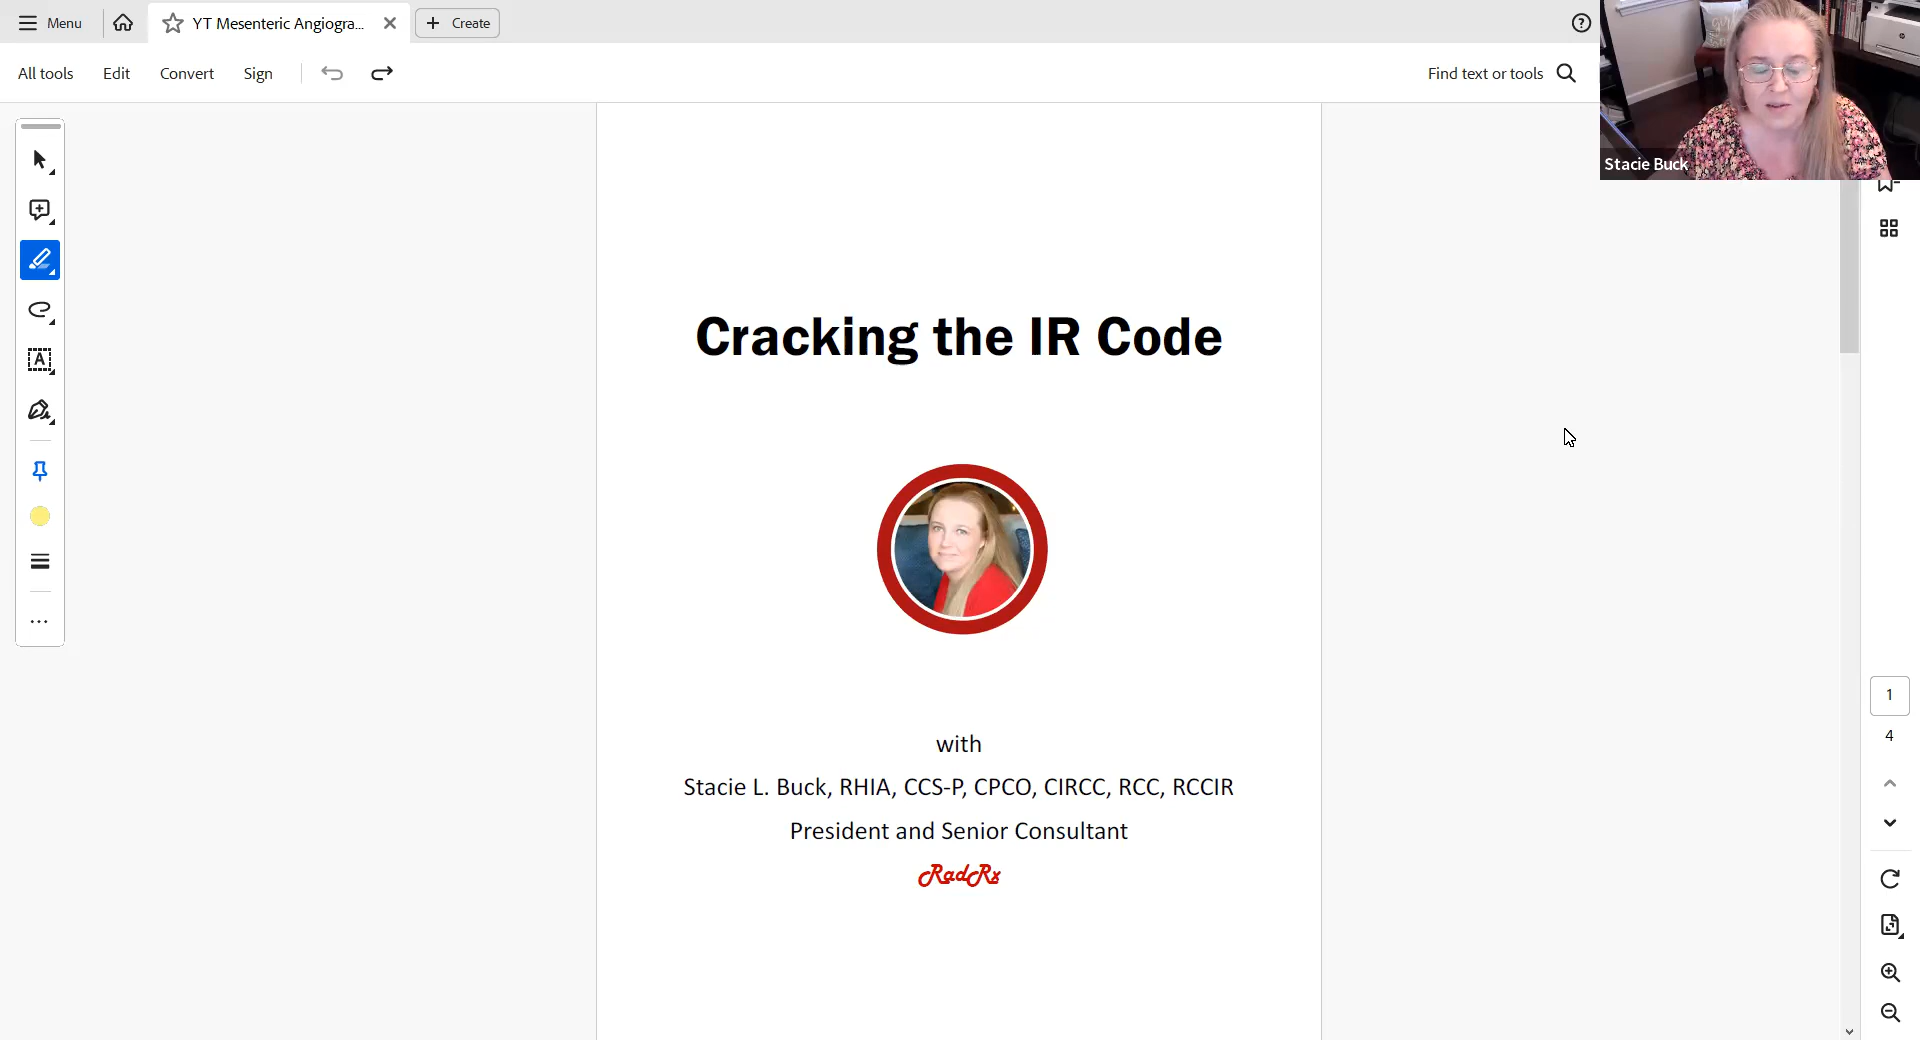 Menu
YT Mesenteric Angiogra...
Create
All tools
Edit
Convert
Sign
Find text or tools
Stacie Buck
Cracking the IR Code
with
Stacie L. Buck, RHIA, CCS-P, CPCO, CIRCC, RCC, RCCIR
President and Senior Consultant
RadRx
1
4